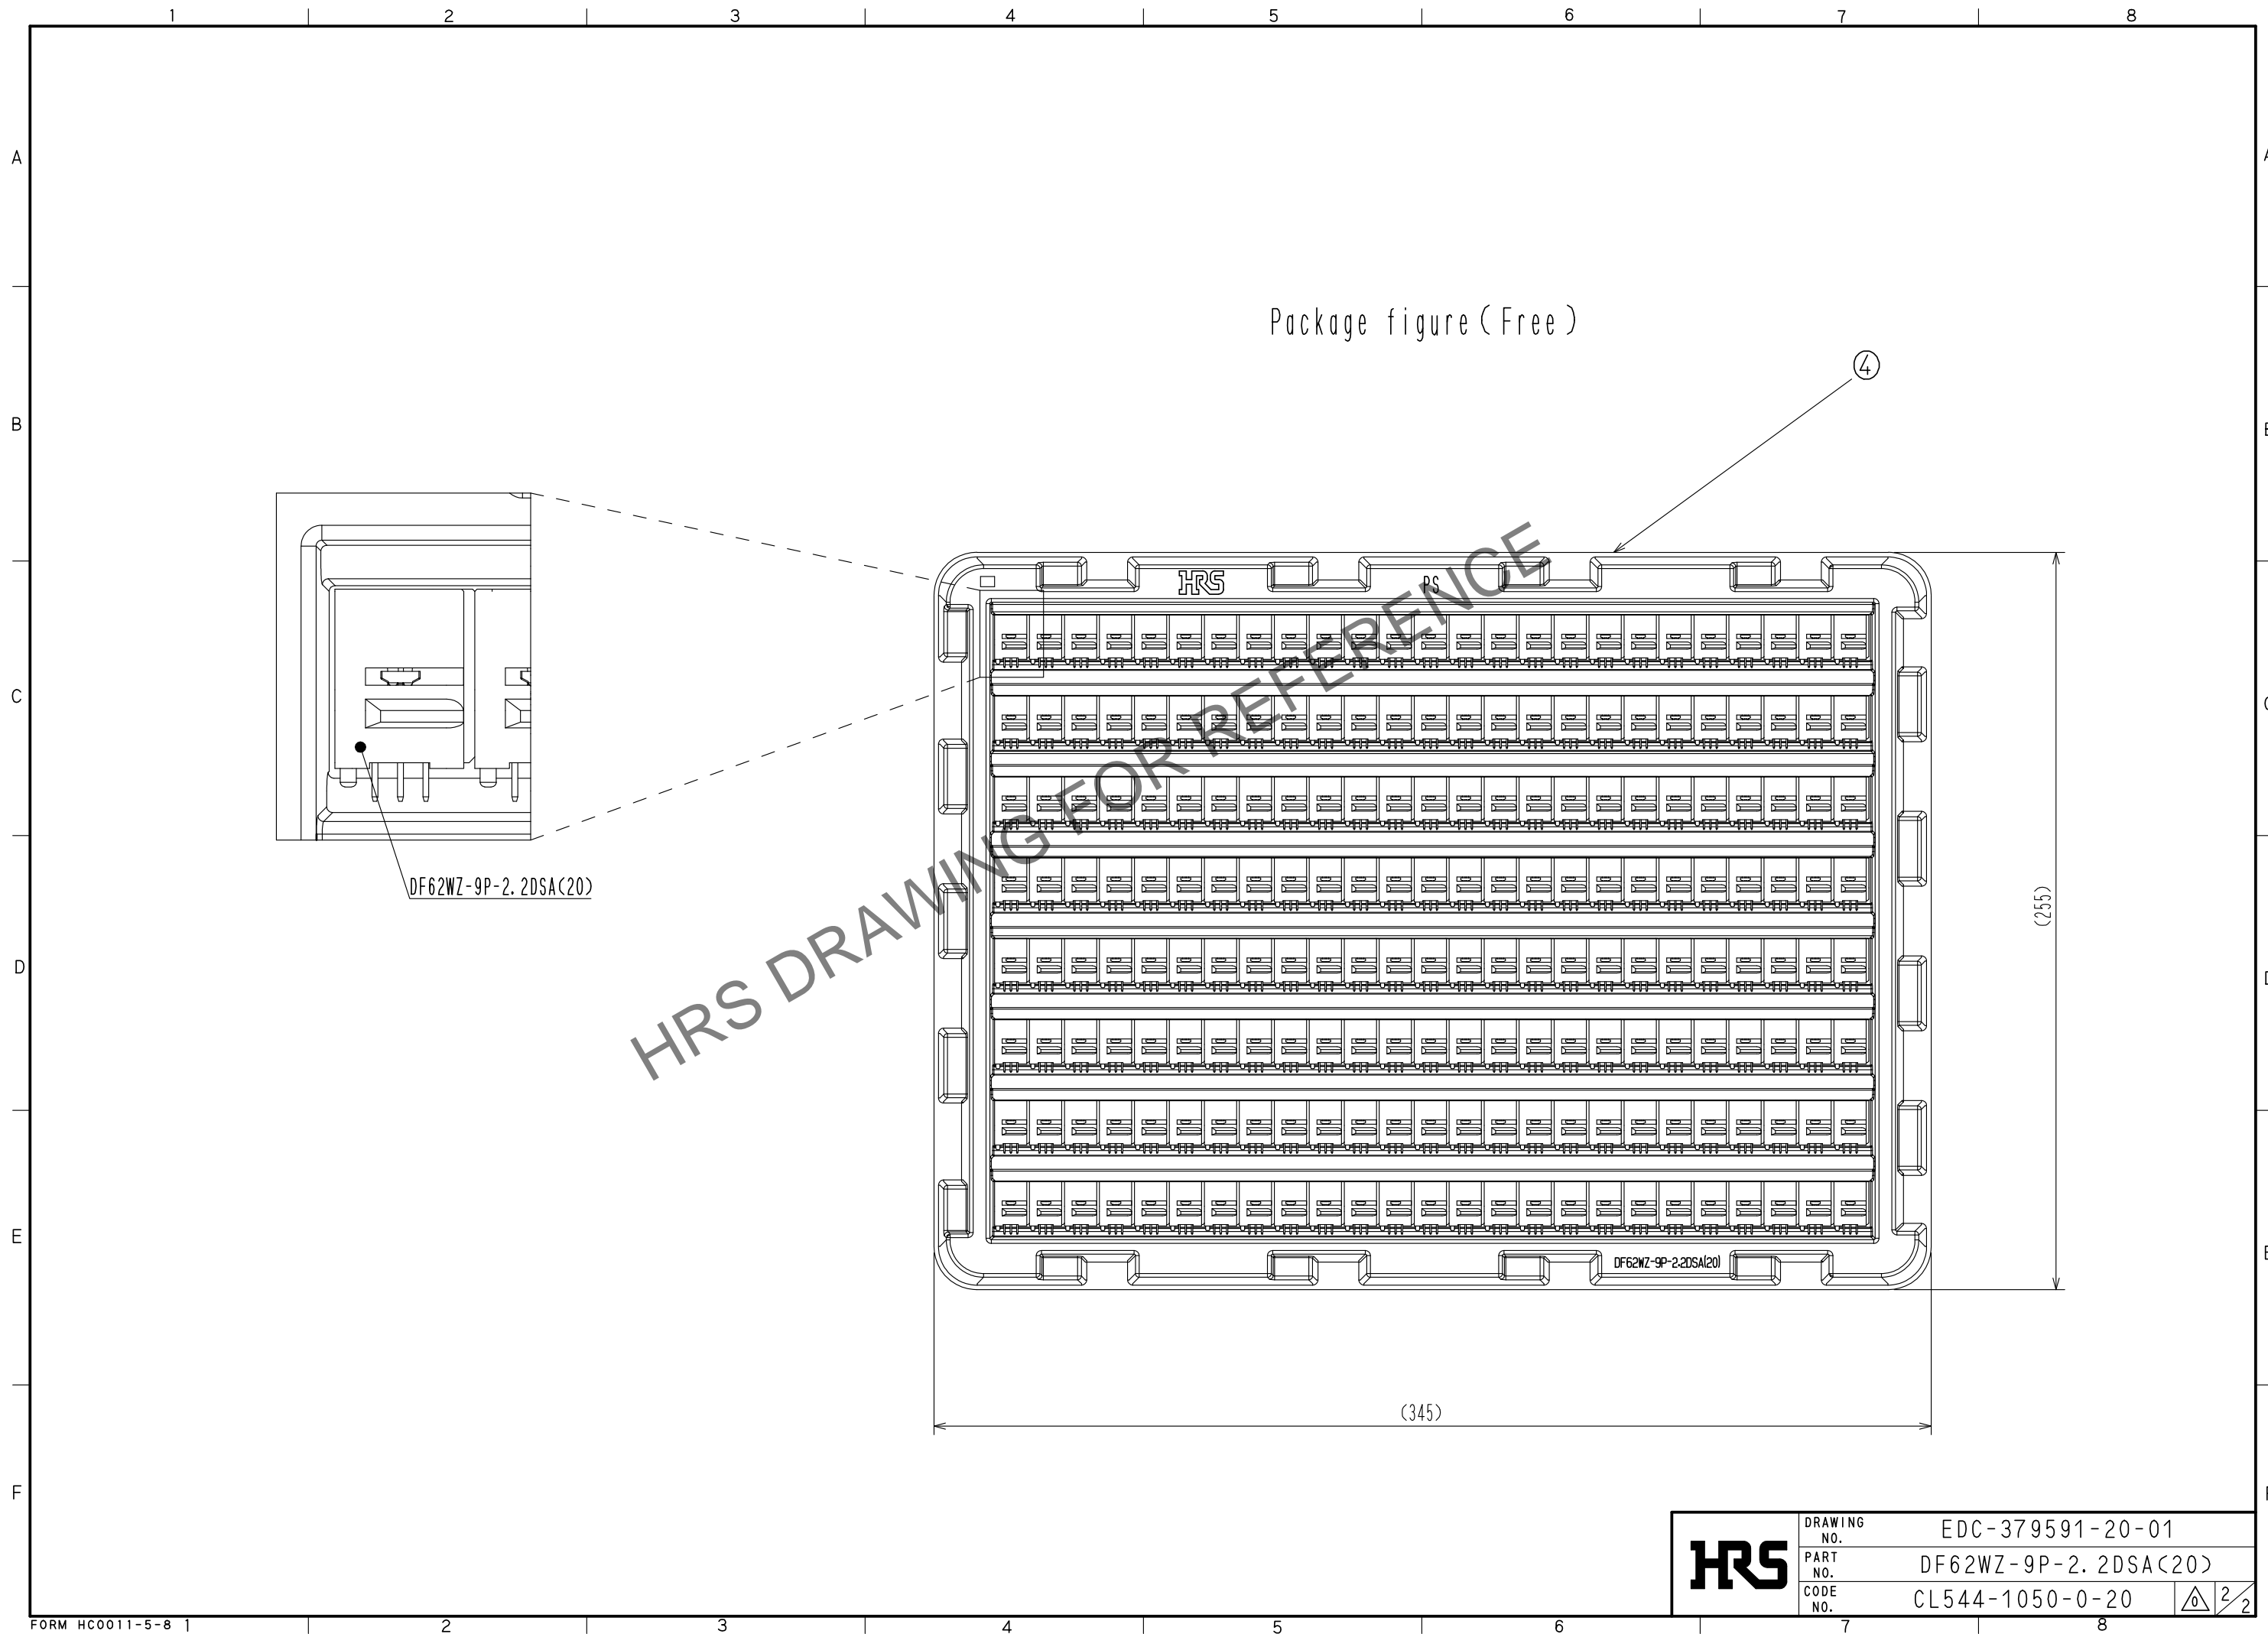 1 2 3 4 5 6 7 8
A A
Package figure(Free)
4
B B
HRS PS
C C
DF62WZ-9P-2.2DSA(20)
(255)
D D
HRS DRAWING FOR REFERENCE
E E
DF62WZ-9P-2.2DSA(20)
(345)
F F
HRS
DRAWING NO. EDC-379591-20-01
PART NO. DF62WZ-9P-2.2DSA(20)
CODE NO. CL544-1050-0-20 0 2/2
FORM HC0011-5-8 1 2 3 4 5 6 7 8